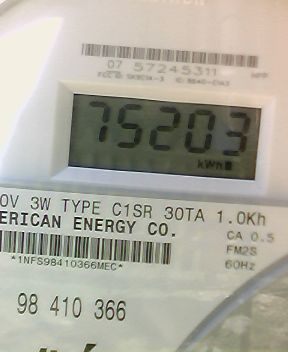 07 57245311
75203
kWh
0V 3W TYPE C1SR 30TA 1.0Kh
ERICAN ENERGY CO.
CA 0.5
FM2S
*1NFS98410366MEC*
60Hz
98 410 366